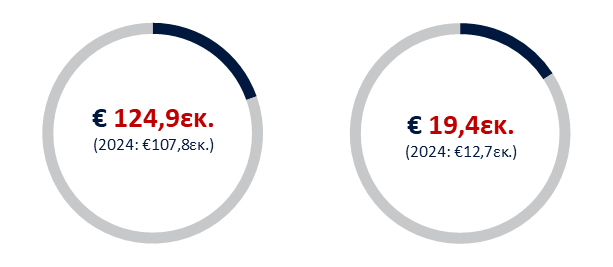 € 124,9εκ.
(2024: €107,8εκ.)
€ 19,4εκ.
(2024: €12,7εκ.)